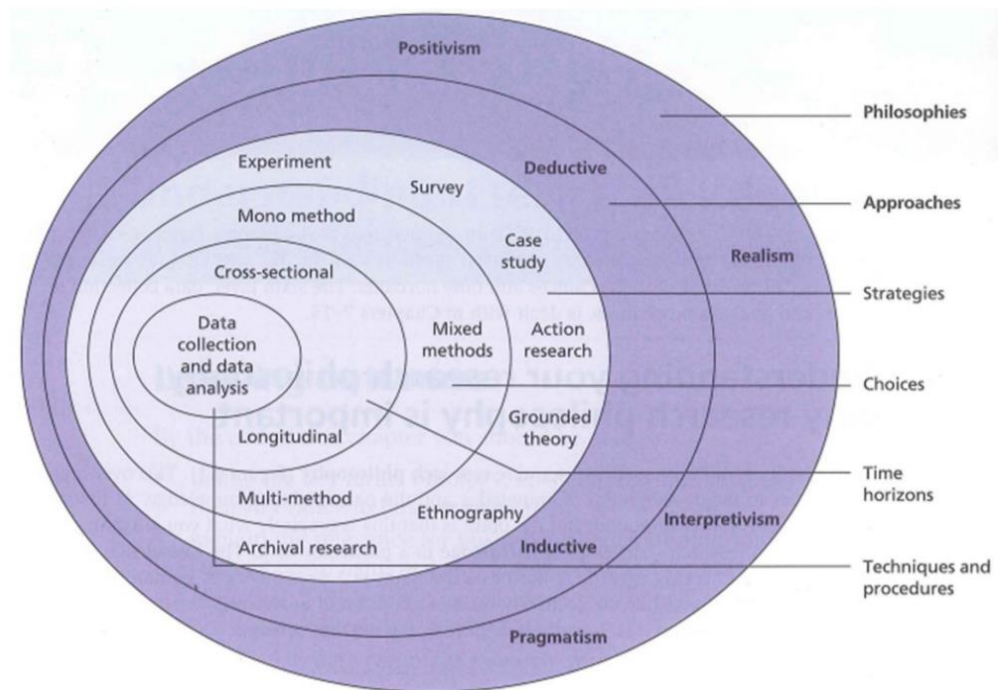 Positivism
Philosophies
Experiment
Deductive
Survey
Approaches
Mono method
Case
study
Realism
Cross-sectional
Strategies
Data
collection
and data
analysis
Mixed
methods
Action
research
Choices
Grounded
theory
Longitudinal
Time
horizons
Multi-method
Ethnography
Interpretivism
Archival research
Inductive
Techniques and
procedures
Pragmatism